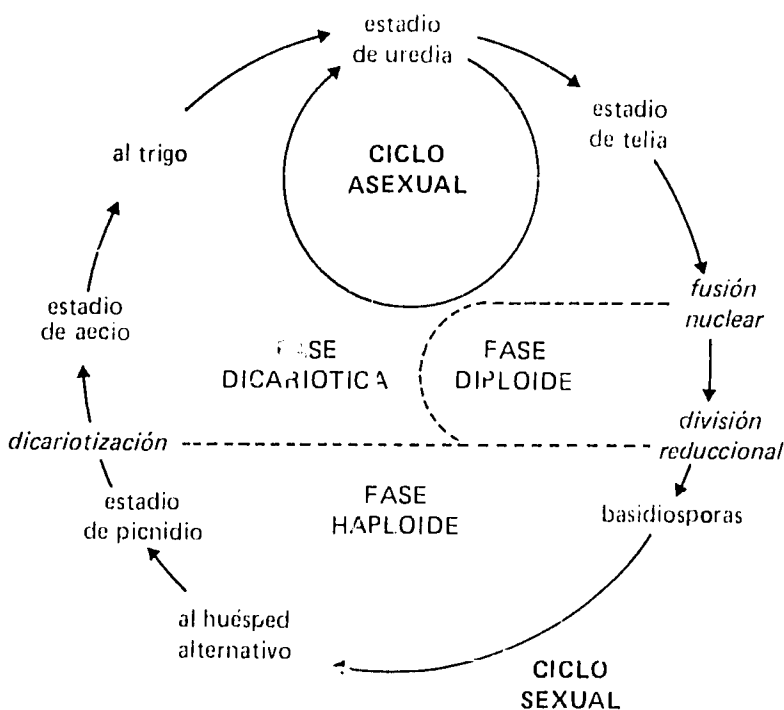 estadio
de uredia
estadio
de telia
al trigo
CICLO
ASEXUAL
fusión
nuclear
estadio
de aecio
FASE
DICARIOTICA
FASE
DIPLOIDE
división
reduccional
dicariotización
estadio
de picnidio
FASE
HAPLOIDE
basidiosporas
al huésped
alternativo
CICLO
SEXUAL